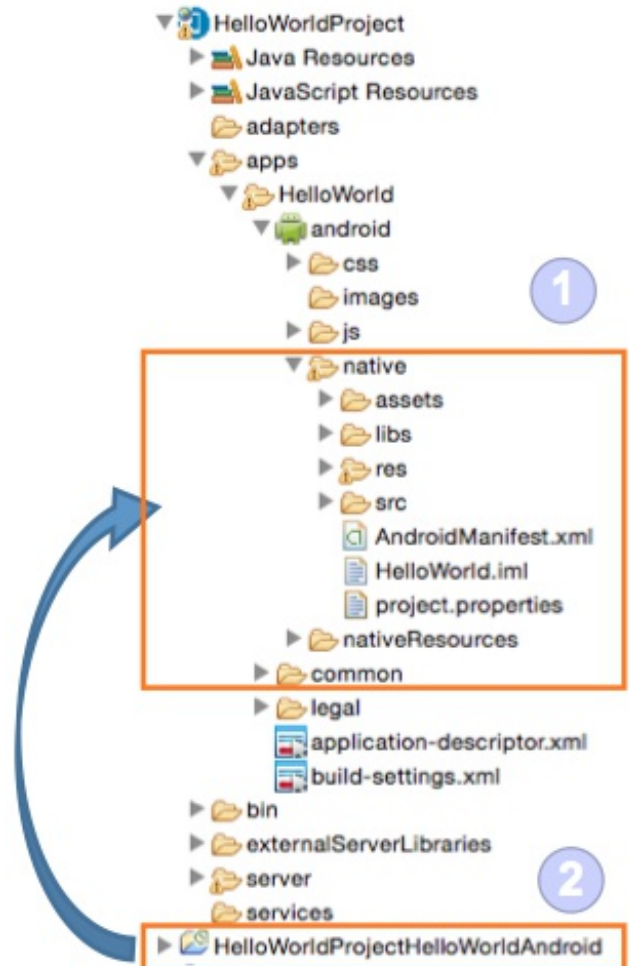 HelloWorldProject
Java Resources
JavaScript Resources
adapters
apps
HelloWorld
android
css
images
1
js
native
assets
libs
res
src
AndroidManifest.xml
HelloWorld.iml
project.properties
nativeResources
common
legal
application-descriptor.xml
build-settings.xml
bin
externalServerLibraries
server
2
services
HelloWorldProjectHelloWorldAndroid